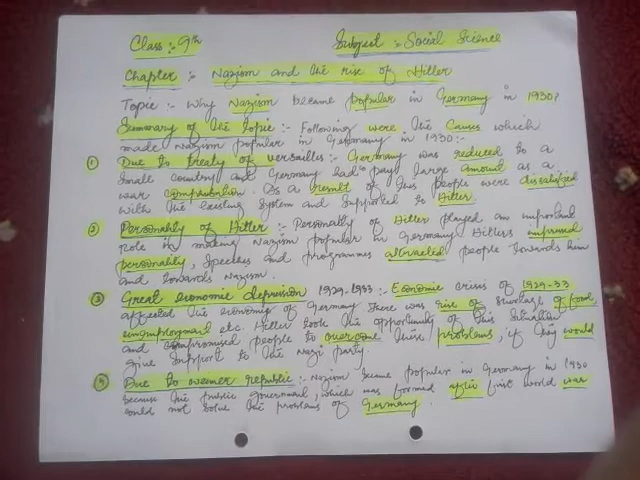 Class :- 9th Subject :- Social Science
Chapter :- Nazism and the rise of Hitler
Topic :- Why Nazism became popular in Germany in 1930?
Summary of the topic :- Following were the causes which
made Nazism popular in Germany in 1930:-
① Due to treaty of versailles :- Germany was reduced to a
small country and Germany had to pay large amount as a
war. As a result of this people were disatisfied
with the existing system and supported to Hitler.
② Personality of Hitler :- Personality of Hitler played an important
role in making Nazism popular in Germany. Hitlers
personality, speeches and programmes attracted people towards him
and towards Nazism.
③ Great economic depression 1929-1933 :- Economic crisis of 1929-33
affected the economy of Germany. There was rise of shortage of food,
unemployment etc. Hitler took the opportunity of this situation
and people to overcome these problems, if they would
give support to the Nazi party.
Due to weimer republic :- Nazism became popular in Germany in 1930
because the public government, which was formed after first world war
could not solve the problems of Germany.